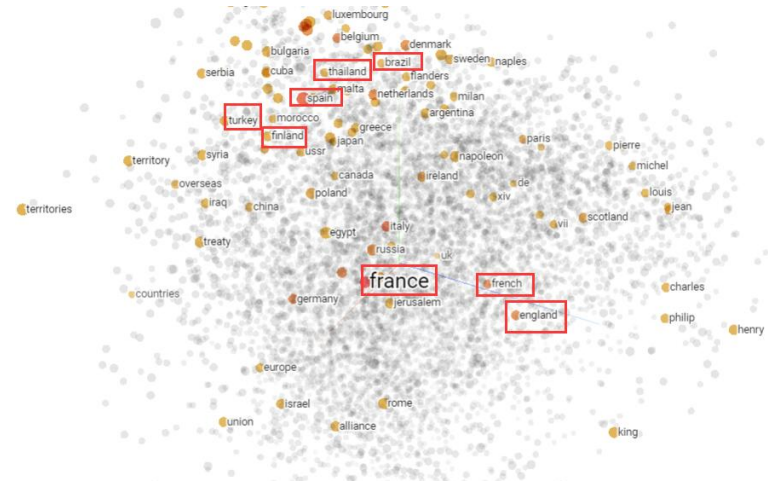 luxembourg
belgium
denmark
bulgaria
brazil
sweden
naples
serbia
cuba
thailand
flanders
malta
netherlands
spain
milan
argentina
turkey
morocco
greece
finland
japan
paris
pierre
syria
ussr
napoleon
territory
michel
canada
ireland
overseas
de
poland
louis
xiv
iraq
china
jean
territories
scotland
vii
italy
egypt
treaty
russia
uk
france
french
charles
countries
germany
jerusalem
england
philip
henry
europe
israel
rome
union
alliance
king